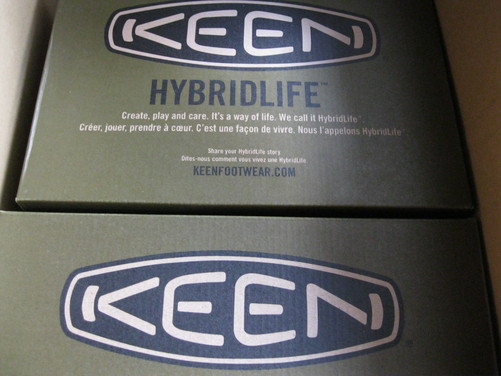 KEEN
HYBRIDLIFE™
Create, play and care. It's a way of life. We call it HybridLife™.
Créer, jouer, prendre à cœur. C'est une façon de vivre. Nous l'appelons HybridLife™
Share your HybridLife story
Dites-nous comment vous vivez une HybridLife
KEENFOOTWEAR.COM
KEEN